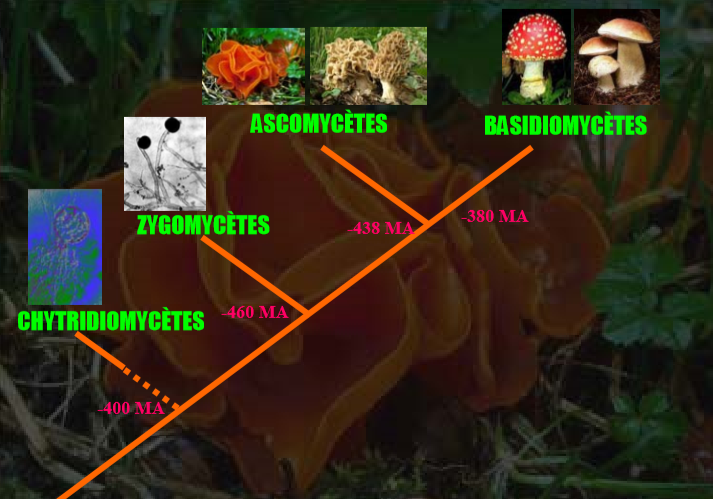 ASCOMYCÈTES
BASIDIOMYCÈTES
ZYGOMYCÈTES
-438 MA
-380 MA
CHYTRIDIOMYCÈTES
-460 MA
-400 MA